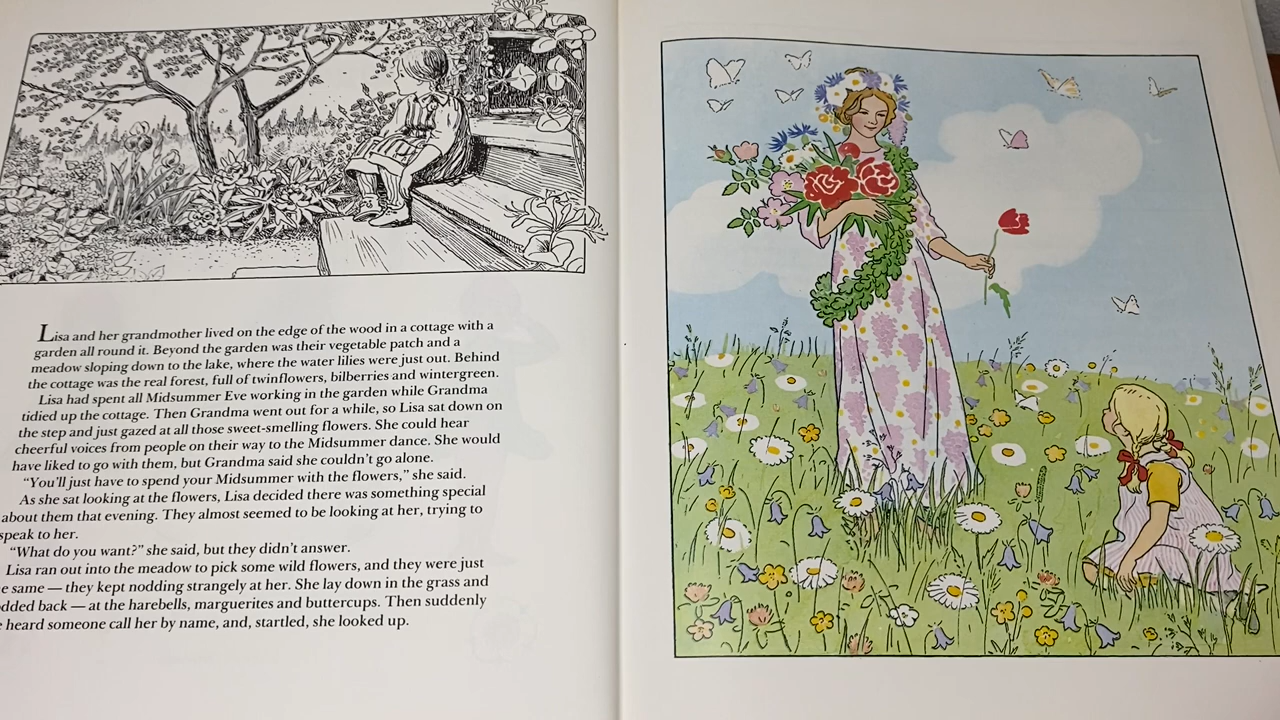 Lisa and her grandmother lived on the edge of the wood in a cottage with a
garden all round it. Beyond the garden was their vegetable patch and a
meadow sloping down to the lake, where the water lilies were just out. Behind
the cottage was the real forest, full of twinflowers, bilberries and wintergreen.
Lisa had spent all Midsummer Eve working in the garden while Grandma
tidied up the cottage. Then Grandma went out for a while, so Lisa sat down on
the step and just gazed at all those sweet-smelling flowers. She could hear
cheerful voices from people on their way to the Midsummer dance. She would
have liked to go with them, but Grandma said she couldn't go alone.
"You'll just have to spend your Midsummer with the flowers," she said.
As she sat looking at the flowers, Lisa decided there was something special
about them that evening. They almost seemed to be looking at her, trying to
speak to her.
"What do you want?" she said, but they didn't answer.
Lisa ran out into the meadow to pick some wild flowers, and they were just
e same — they kept nodding strangely at her. She lay down in the grass and
dded back — at the harebells, marguerites and buttercups. Then suddenly
e heard someone call her by name, and, startled, she looked up.